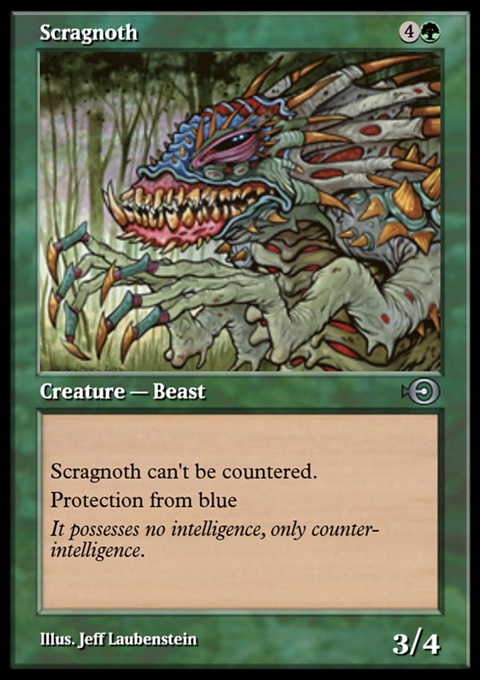 Scragnoth 4
Creature — Beast
Scragnoth can't be countered.
Protection from blue
It possesses no intelligence, only counter-
intelligence.
Illus. Jeff Laubenstein
3/4